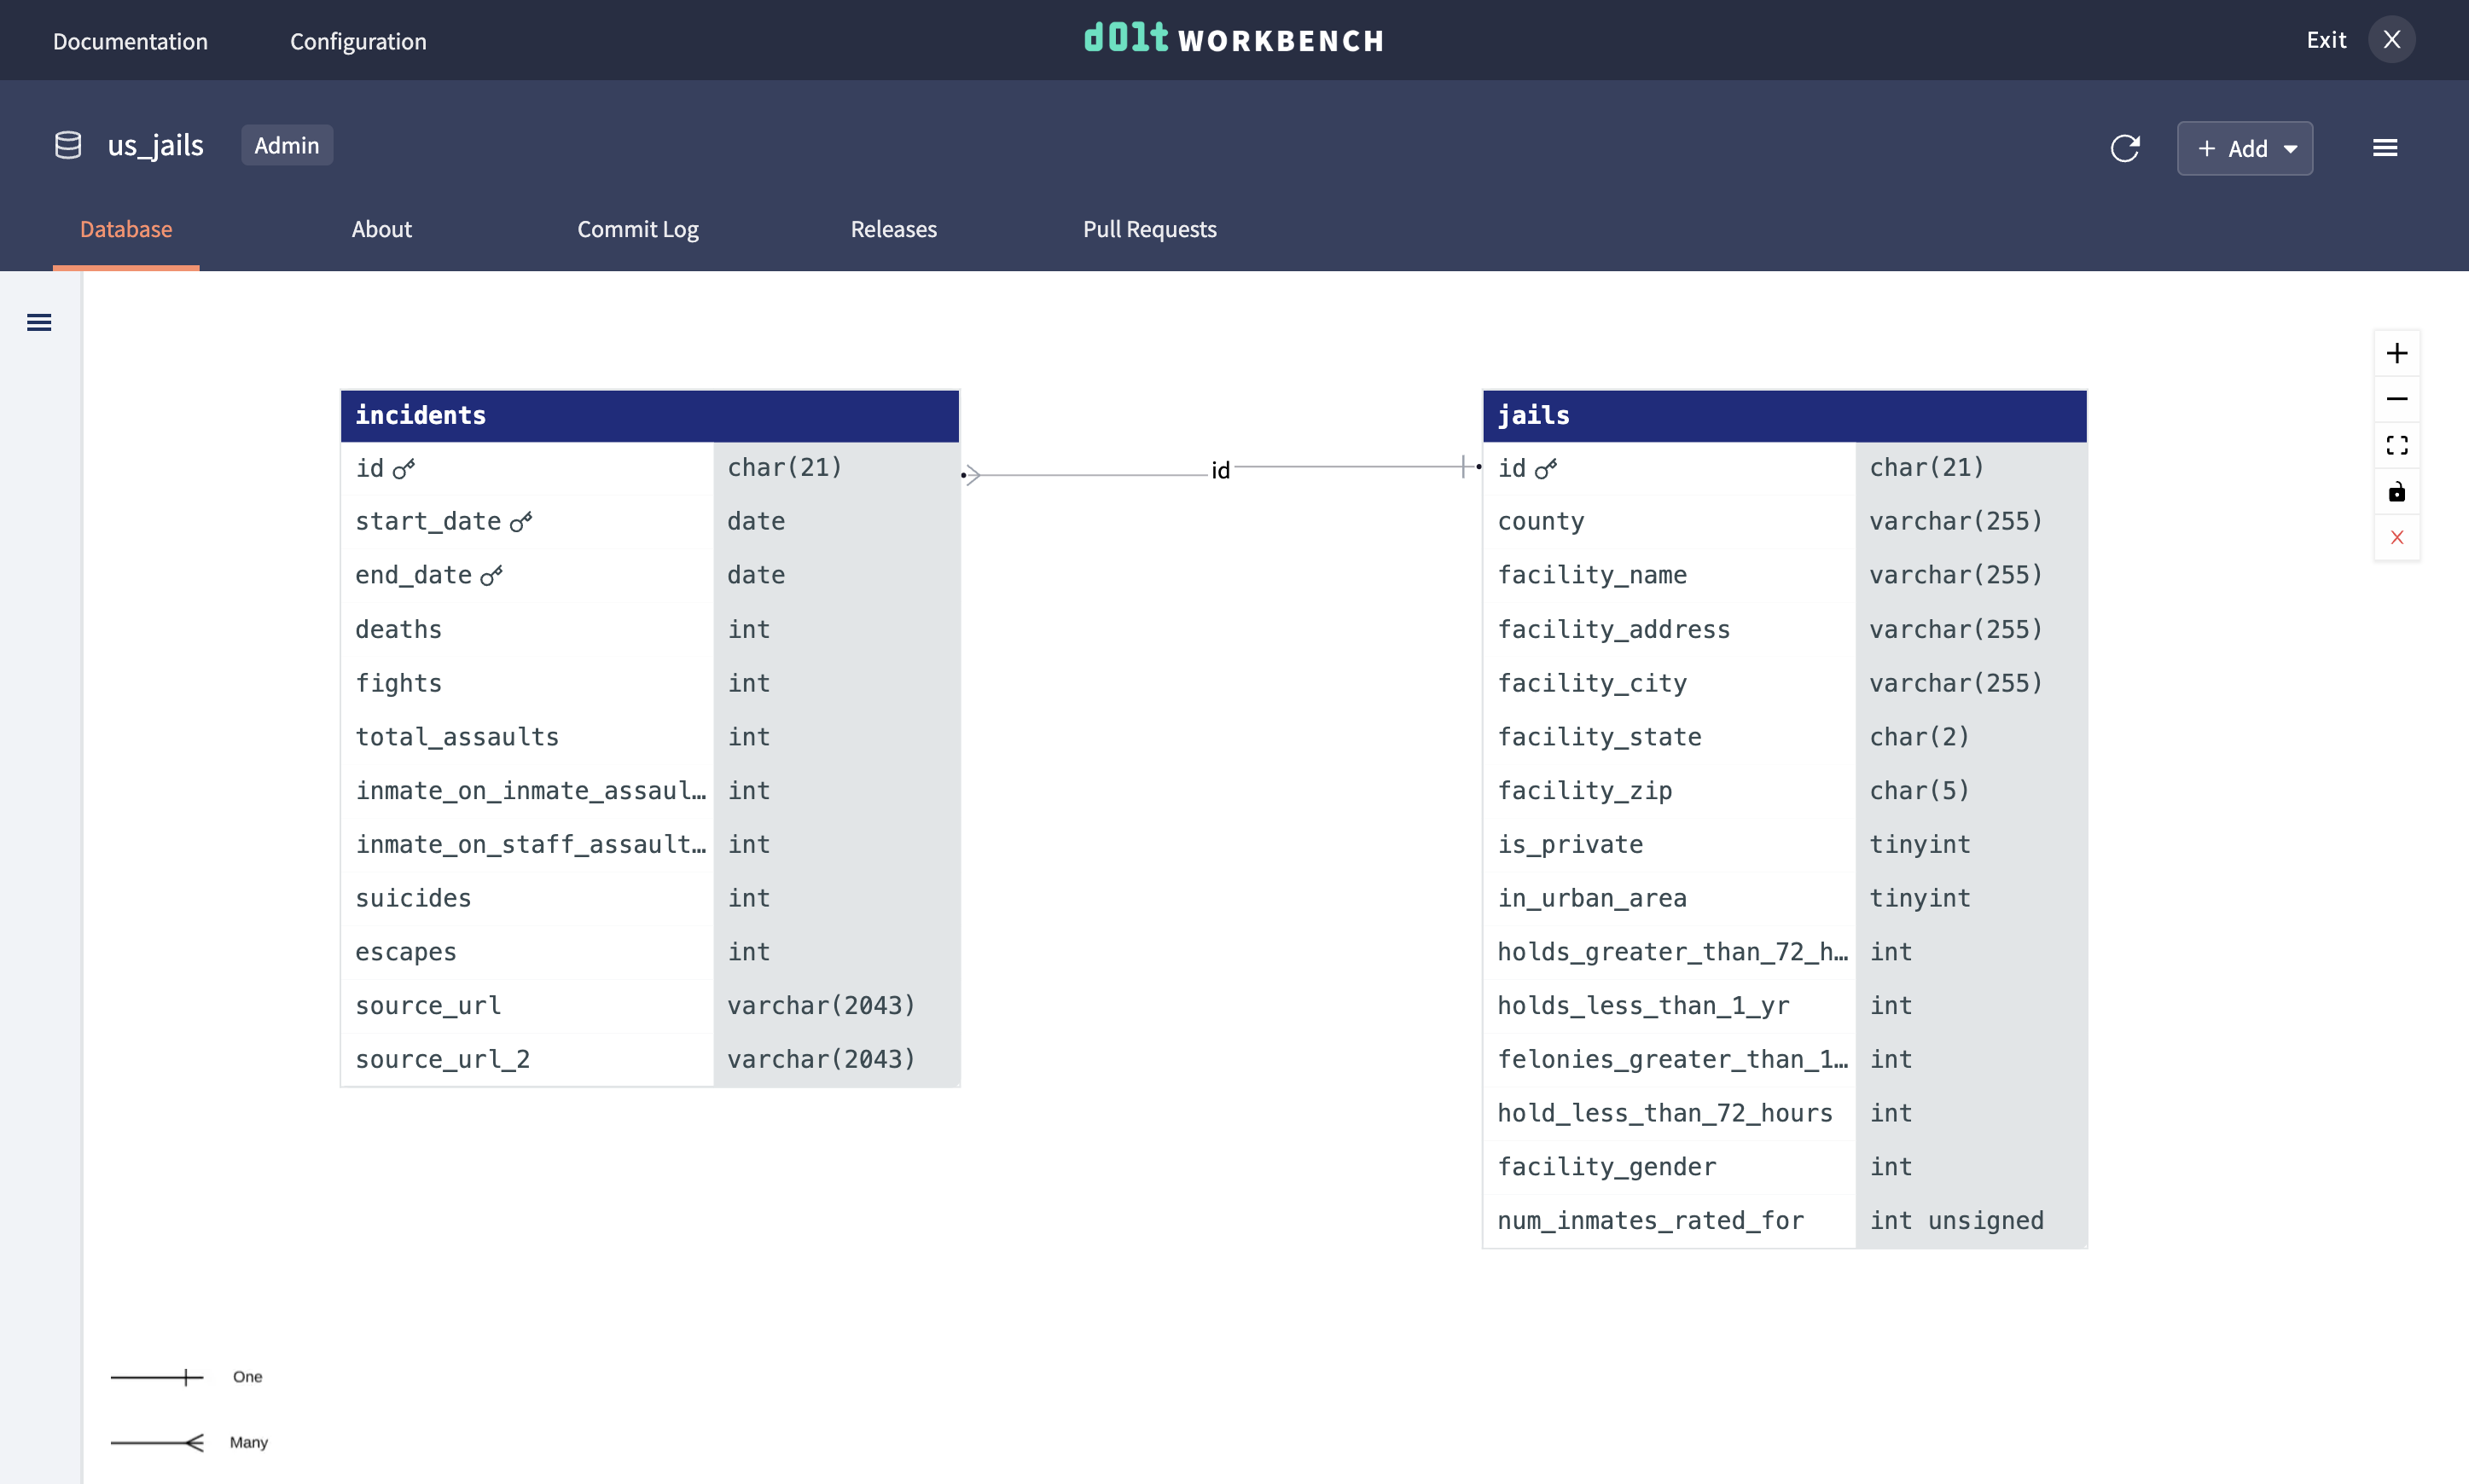 Documentation Configuration dolt WORKBENCH Exit X
us_jails Admin + Add
Database About Commit Log Releases Pull Requests
incidents
id char(21)
start_date date
end_date date
deaths int
fights int
total_assaults int
inmate_on_inmate_assaul… int
inmate_on_staff_assault… int
suicides int
escapes int
source_url varchar(2043)
source_url_2 varchar(2043)
id
jails
id char(21)
county varchar(255)
facility_name varchar(255)
facility_address varchar(255)
facility_city varchar(255)
facility_state char(2)
facility_zip char(5)
is_private tinyint
in_urban_area tinyint
holds_greater_than_72_h… int
holds_less_than_1_yr int
felonies_greater_than_1… int
hold_less_than_72_hours int
facility_gender int
num_inmates_rated_for int unsigned
One
Many